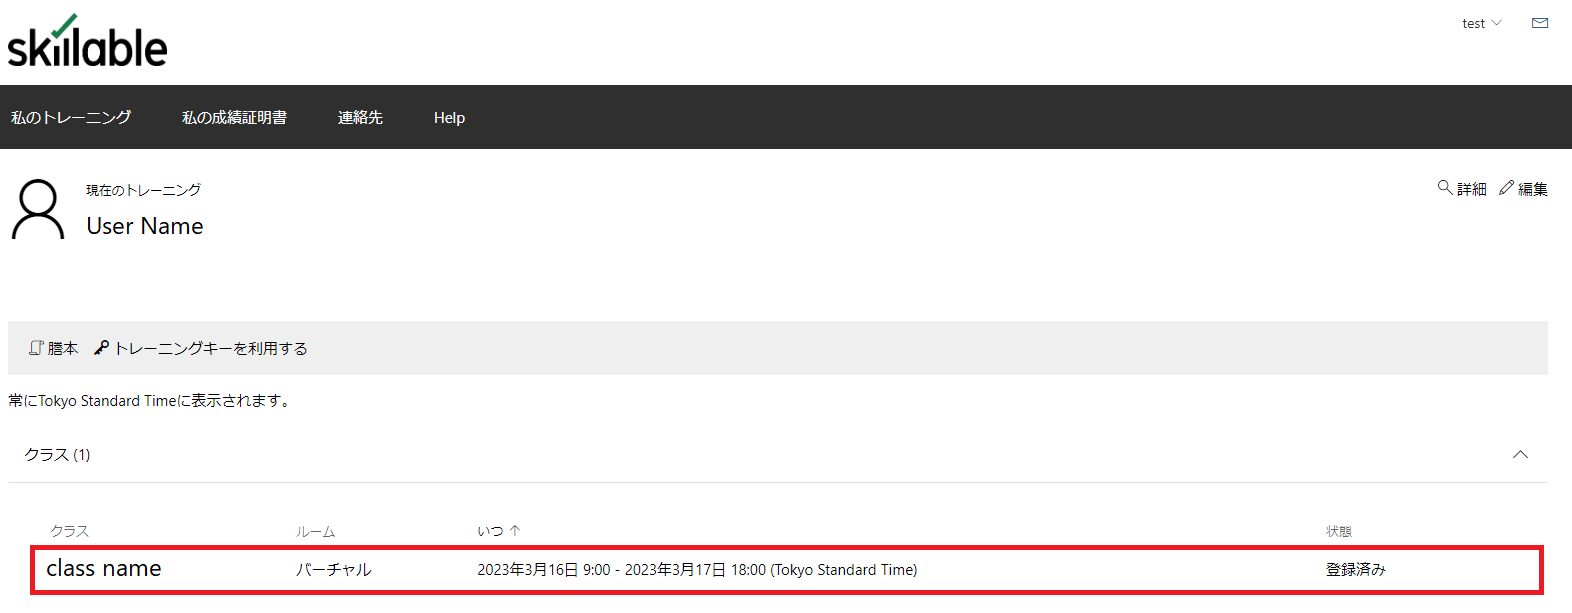 skillable
test
私のトレーニング 私の成績証明書 連絡先 Help
現在のトレーニング
User Name
詳細 編集
謄本 トレーニングキーを利用する
常にTokyo Standard Timeに表示されます。
クラス (1)
クラス ルーム いつ ↑ 状態
class name バーチャル 2023年3月16日 9:00 - 2023年3月17日 18:00 (Tokyo Standard Time) 登録済み